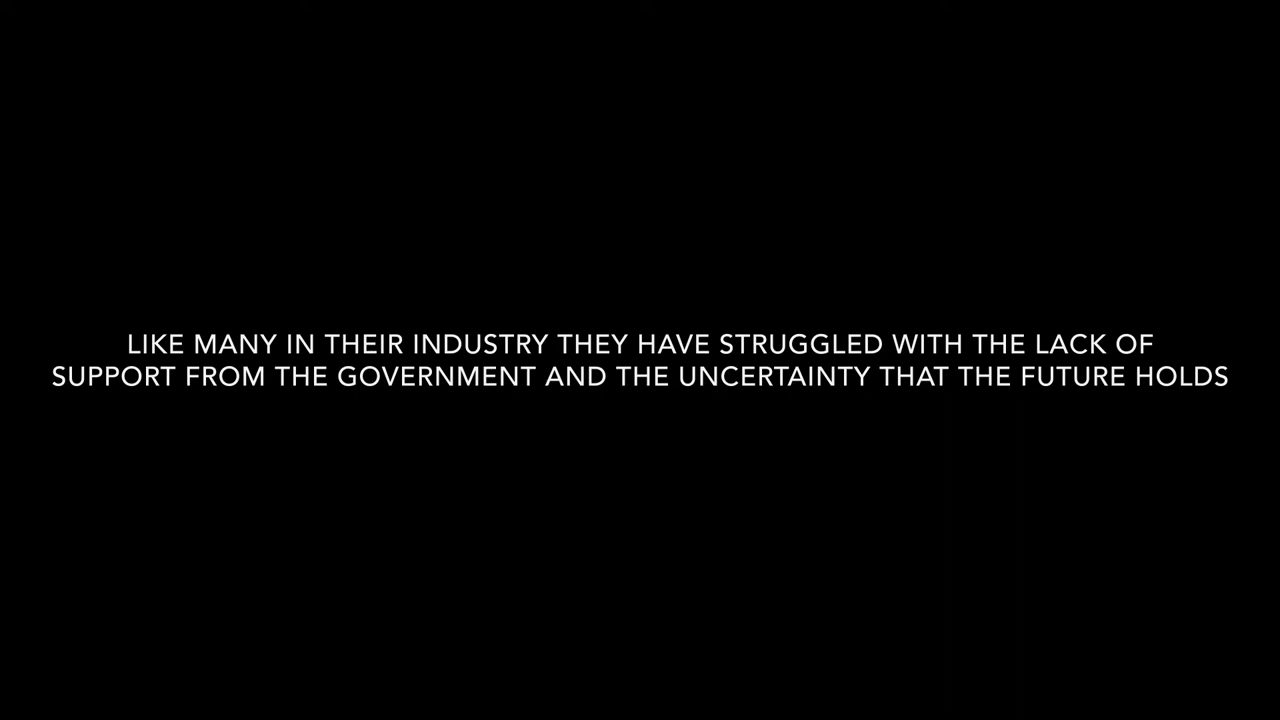 LIKE MANY IN THEIR INDUSTRY THEY HAVE STRUGGLED WITH THE LACK OF
SUPPORT FROM THE GOVERNMENT AND THE UNCERTAINTY THAT THE FUTURE HOLDS